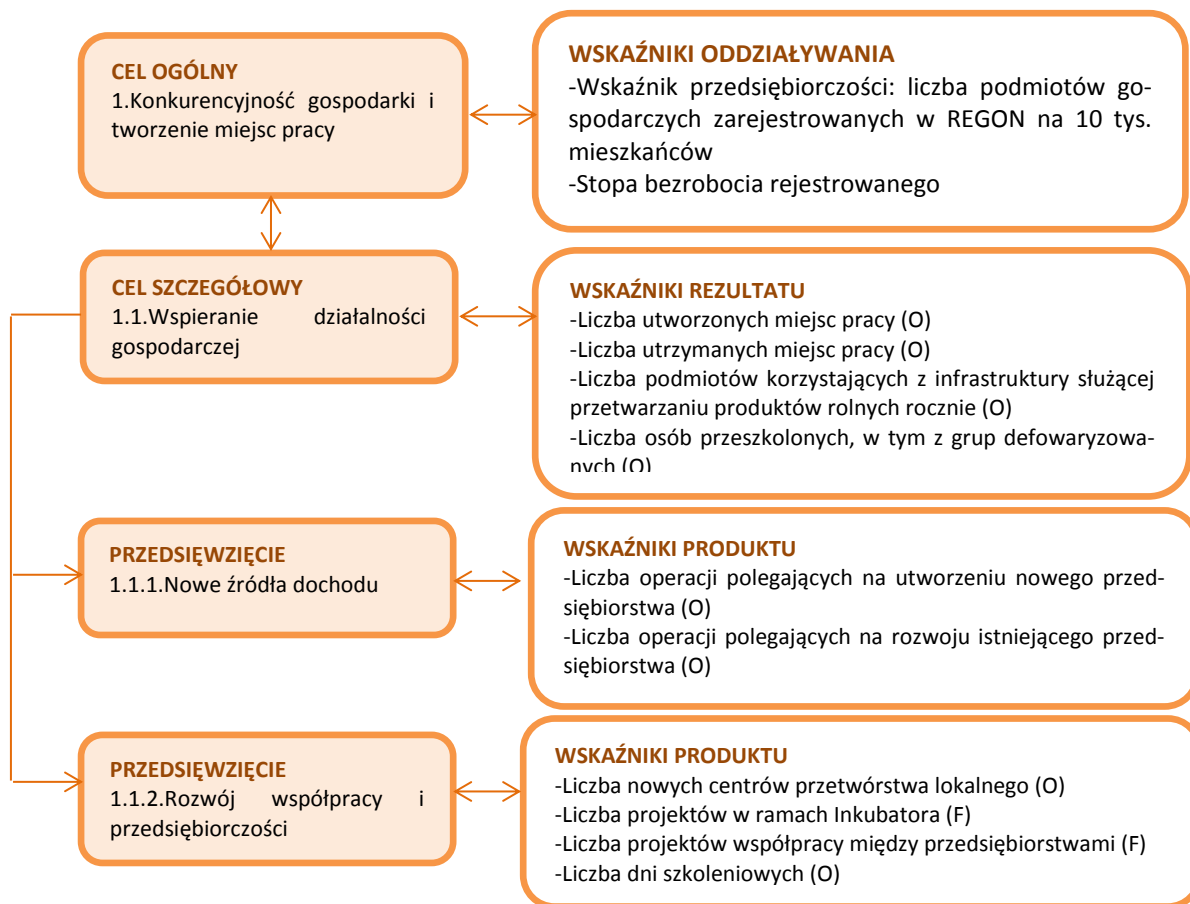 CEL OGÓLNY
1.Konkurencyjność gospodarki i
tworzenie miejsc pracy
WSKAŹNIKI ODDZIAŁYWANIA
-Wskaźnik przedsiębiorczości: liczba podmiotów go-
spodarczych zarejestrowanych w REGON na 10 tys.
mieszkańców
-Stopa bezrobocia rejestrowanego
CEL SZCZEGÓŁOWY
1.1.Wspieranie działalności
gospodarczej
WSKAŹNIKI REZULTATU
-Liczba utworzonych miejsc pracy (O)
-Liczba utrzymanych miejsc pracy (O)
-Liczba podmiotów korzystających z infrastruktury służącej
przetwarzaniu produktów rolnych rocznie (O)
-Liczba osób przeszkolonych, w tym z grup defowaryzowa-
nych (O)
PRZEDSIĘWZIĘCIE
1.1.1.Nowe źródła dochodu
WSKAŹNIKI PRODUKTU
-Liczba operacji polegających na utworzeniu nowego przed-
siębiorstwa (O)
-Liczba operacji polegających na rozwoju istniejącego przed-
siębiorstwa (O)
PRZEDSIĘWZIĘCIE
1.1.2.Rozwój współpracy i
przedsiębiorczości
WSKAŹNIKI PRODUKTU
-Liczba nowych centrów przetwórstwa lokalnego (O)
-Liczba projektów w ramach Inkubatora (F)
-Liczba projektów współpracy między przedsiębiorstwami (F)
-Liczba dni szkoleniowych (O)